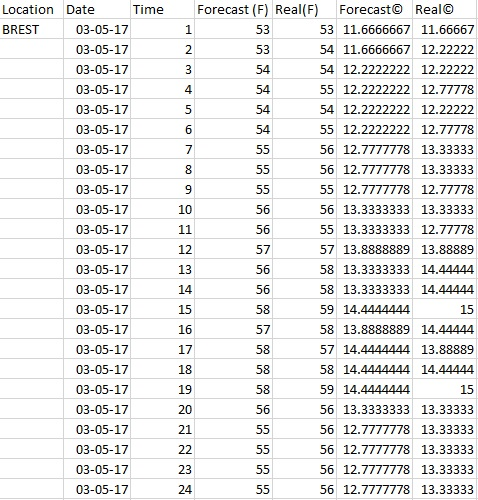 Location Date Time Forecast (F) Real(F) Forecast© Real©
BREST 03-05-17 1 53 53 11.6666667 11.66667
03-05-17 2 53 54 11.6666667 12.22222
03-05-17 3 54 54 12.2222222 12.22222
03-05-17 4 54 55 12.2222222 12.77778
03-05-17 5 54 54 12.2222222 12.22222
03-05-17 6 54 55 12.2222222 12.77778
03-05-17 7 55 56 12.7777778 13.33333
03-05-17 8 55 56 12.7777778 13.33333
03-05-17 9 55 55 12.7777778 12.77778
03-05-17 10 56 56 13.3333333 13.33333
03-05-17 11 56 55 13.3333333 12.77778
03-05-17 12 57 57 13.8888889 13.88889
03-05-17 13 56 58 13.3333333 14.44444
03-05-17 14 56 58 13.3333333 14.44444
03-05-17 15 58 59 14.4444444 15
03-05-17 16 57 58 13.8888889 14.44444
03-05-17 17 58 57 14.4444444 13.88889
03-05-17 18 58 58 14.4444444 14.44444
03-05-17 19 58 59 14.4444444 15
03-05-17 20 56 56 13.3333333 13.33333
03-05-17 21 55 56 12.7777778 13.33333
03-05-17 22 55 56 12.7777778 13.33333
03-05-17 23 55 56 12.7777778 13.33333
03-05-17 24 55 56 12.7777778 13.33333